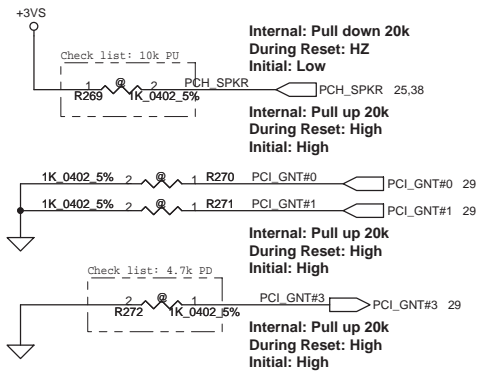 +3VS
Internal: Pull down 20k
During Reset: HZ
Initial: Low
Check list: 10k PU
1 @ 2 PCH_SPKR
R269 1K_0402_5%
PCH_SPKR 25,38
Internal: Pull up 20k
During Reset: High
Initial: High
1K_0402_5% 2 @ 1 R270 PCI_GNT#0
PCI_GNT#0 29
1K_0402_5% 2 @ 1 R271 PCI_GNT#1
PCI_GNT#1 29
Internal: Pull up 20k
During Reset: High
Initial: High
Check list: 4.7k PD
2 @ 1 PCI_GNT#3
R272 1K_0402_5%
PCI_GNT#3 29
Internal: Pull up 20k
During Reset: High
Initial: High